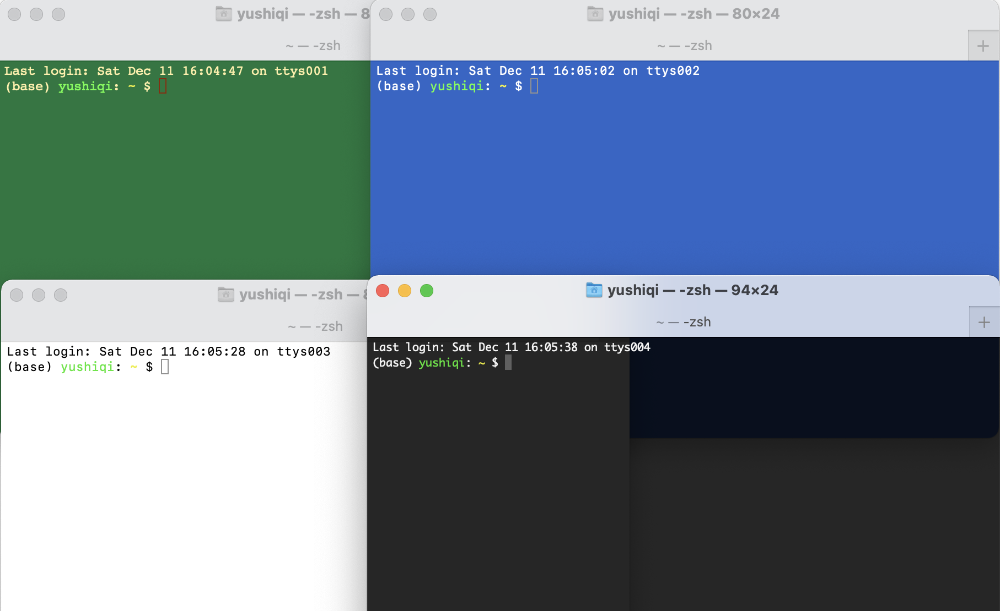 yushiqi — -zsh — 8
~ — -zsh
Last login: Sat Dec 11 16:04:47 on ttys001
(base) yushiqi: ~ $
yushiqi — -zsh — 80×24
~ — -zsh
+
Last login: Sat Dec 11 16:05:02 on ttys002
(base) yushiqi: ~ $
yushiqi — -zsh —
~ — -zsh
Last login: Sat Dec 11 16:05:28 on ttys003
(base) yushiqi: ~ $
yushiqi — -zsh — 94×24
~ — -zsh
+
Last login: Sat Dec 11 16:05:38 on ttys004
(base) yushiqi: ~ $